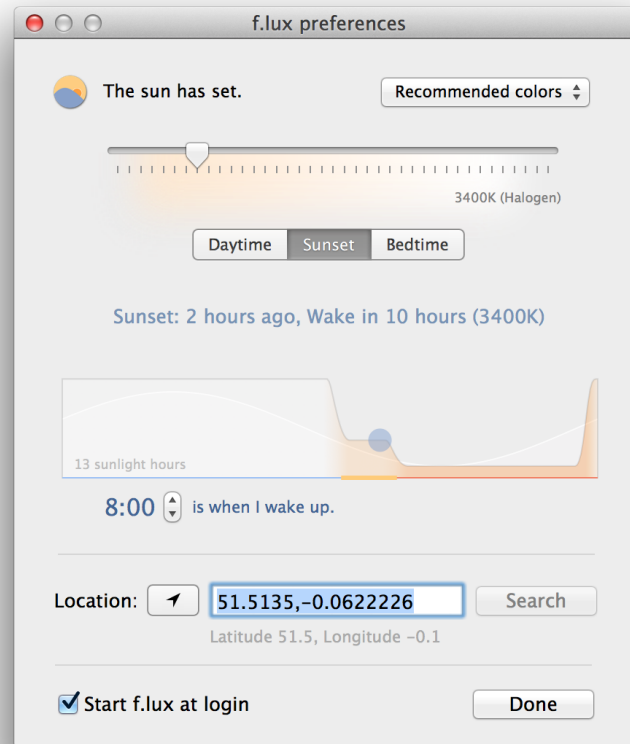 f.lux preferences
The sun has set.
Recommended colors
3400K (Halogen)
Daytime Sunset Bedtime
Sunset: 2 hours ago, Wake in 10 hours (3400K)
13 sunlight hours
8:00 is when I wake up.
Location: 51.5135,-0.0622226 Search
Latitude 51.5, Longitude -0.1
Start f.lux at login Done